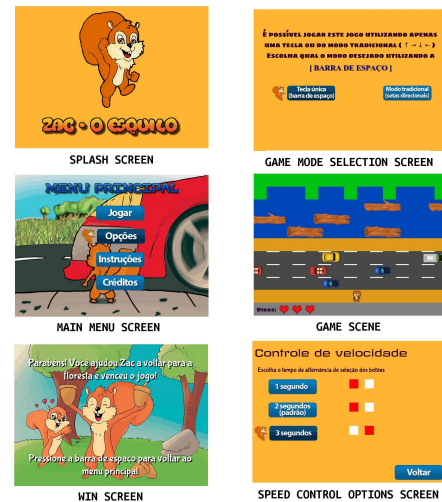 ZAC - O ESQUILO
SPLASH SCREEN
É POSSÍVEL JOGAR ESTE JOGO UTILIZANDO APENAS
UMA TECLA OU DO MODO TRADICIONAL ( ↑ → ↓ ← )
ESCOLHA QUAL O MODO DESEJADO UTILIZANDO A
[ BARRA DE ESPAÇO ]
Tecla única
(barra de espaço)
Modo tradicional
(setas direcionais)
GAME MODE SELECTION SCREEN
MENU PRINCIPAL
Jogar
Opções
Instruções
Créditos
MAIN MENU SCREEN
VIDAS:
GAME SCENE
Parabéns! Você ajudou Zac a voltar para a
floresta e venceu o jogo!
Pressione a barra de espaço para voltar ao
menu principal
WIN SCREEN
Controle de velocidade
Escolha o tempo de alternância de seleção dos botões
1 segundo
2 segundos
(padrão)
3 segundos
Voltar
SPEED CONTROL OPTIONS SCREEN